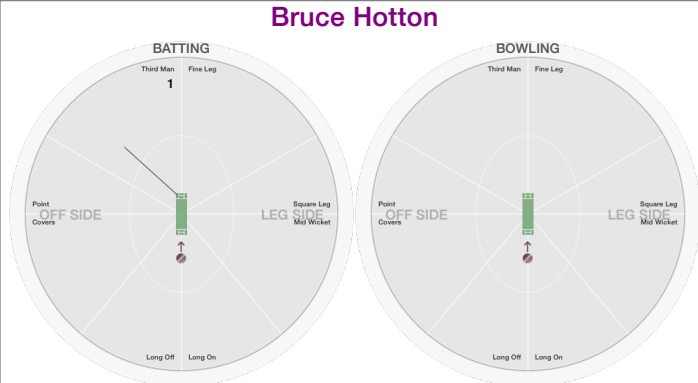 Bruce Hotton
BATTING
Third Man
Fine Leg
1
Point
OFF SIDE
Covers
Square Leg
LEG SIDE
Mid Wicket
Long Off
Long On
BOWLING
Third Man
Fine Leg
Point
OFF SIDE
Covers
Square Leg
LEG SIDE
Mid Wicket
Long Off
Long On